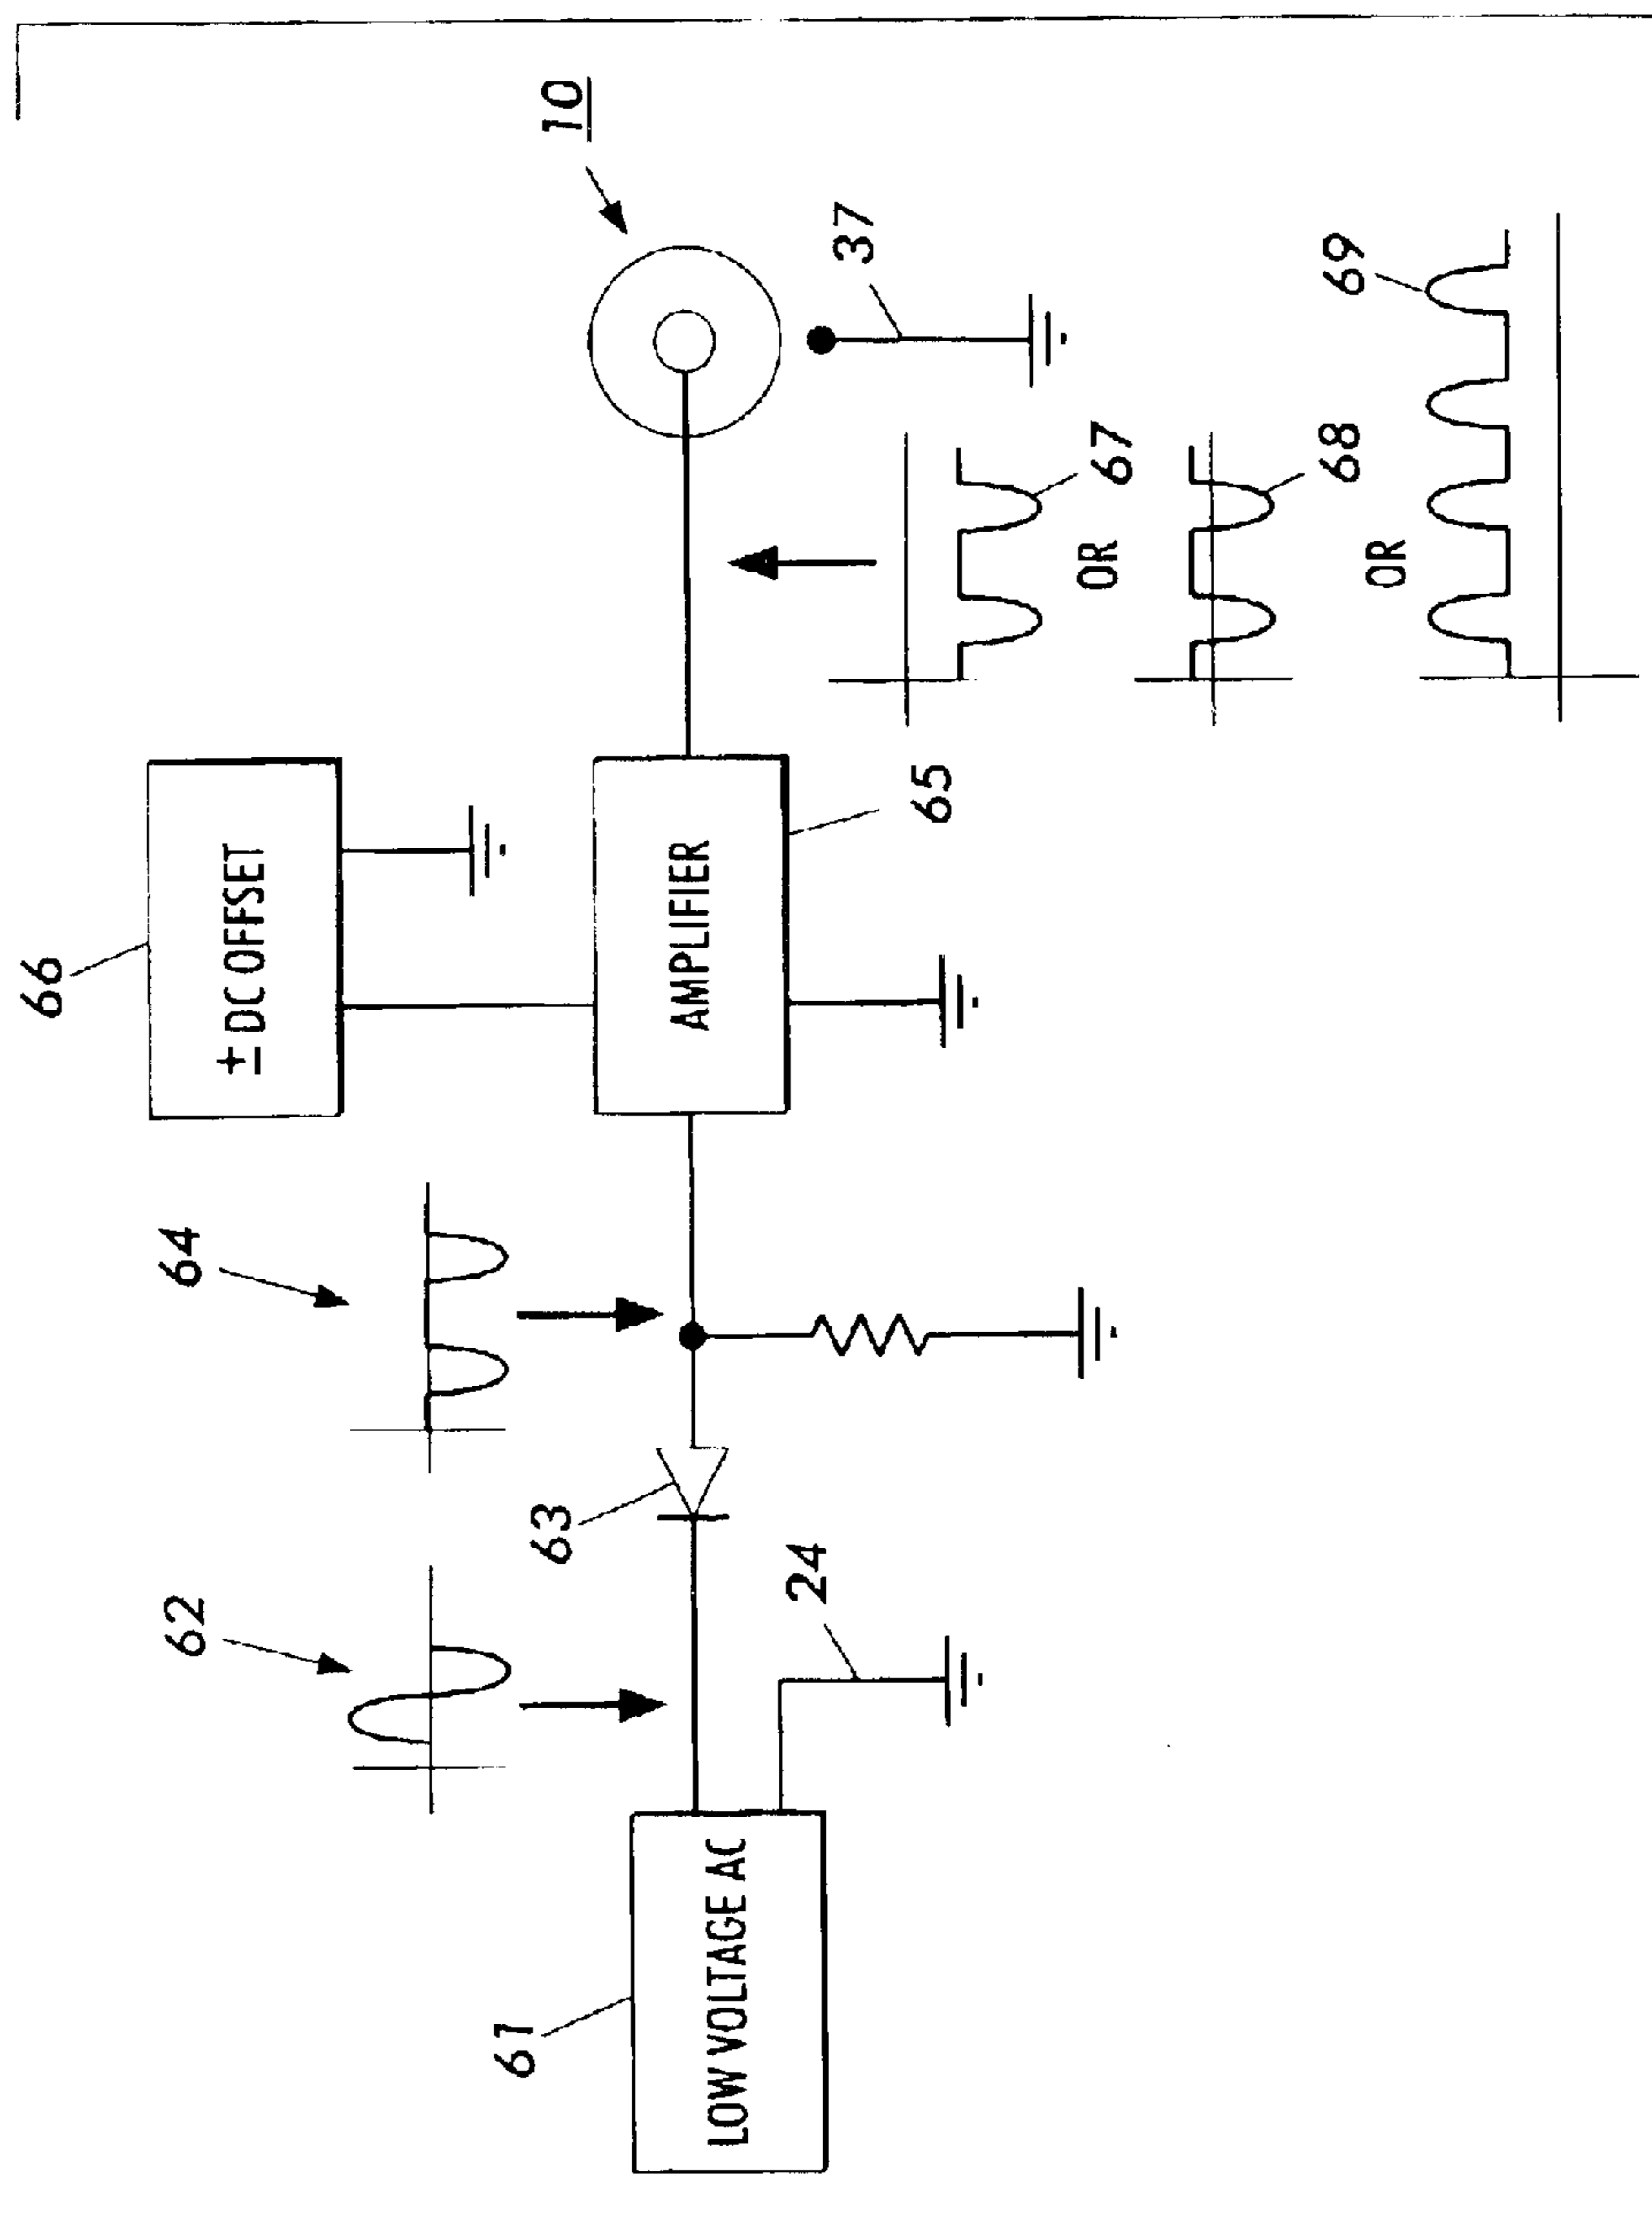 66
± DC OFFSET
10
62
64
61
LOW VOLTAGE AC
63
24
AMPLIFIER
65
37
67
OR
68
OR
69